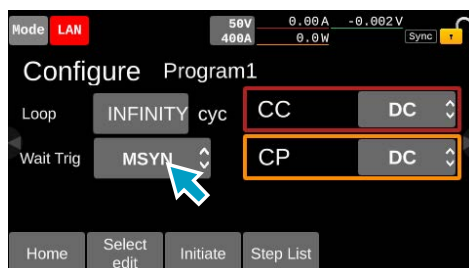 Mode LAN 50V 0.00A -0.002V
400A 0.0W Sync
Configure Program1
Loop INFINITY cyc CC DC
Wait Trig MSYN CP DC
Home Select edit Initiate Step List